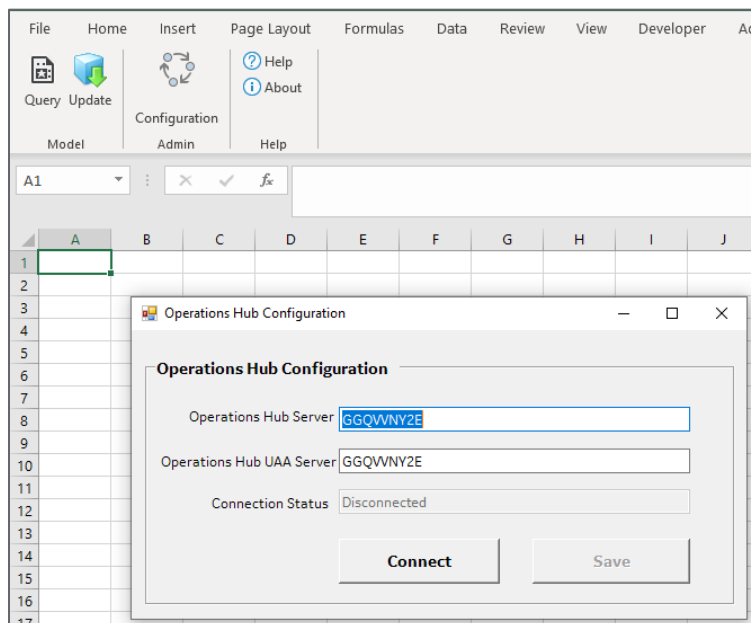 File Home Insert Page Layout Formulas Data Review View Developer Ac
Help
Query Update About
Configuration
Model Admin Help
A1 fx
A B C D E F G H I J
1
2
3
Operations Hub Configuration
4
5
Operations Hub Configuration
6
7
8 Operations Hub Server GGQVVNY2E
9
10 Operations Hub UAA Server GGQVVNY2E
11
12 Connection Status Disconnected
13
14 Connect Save
15
16
17